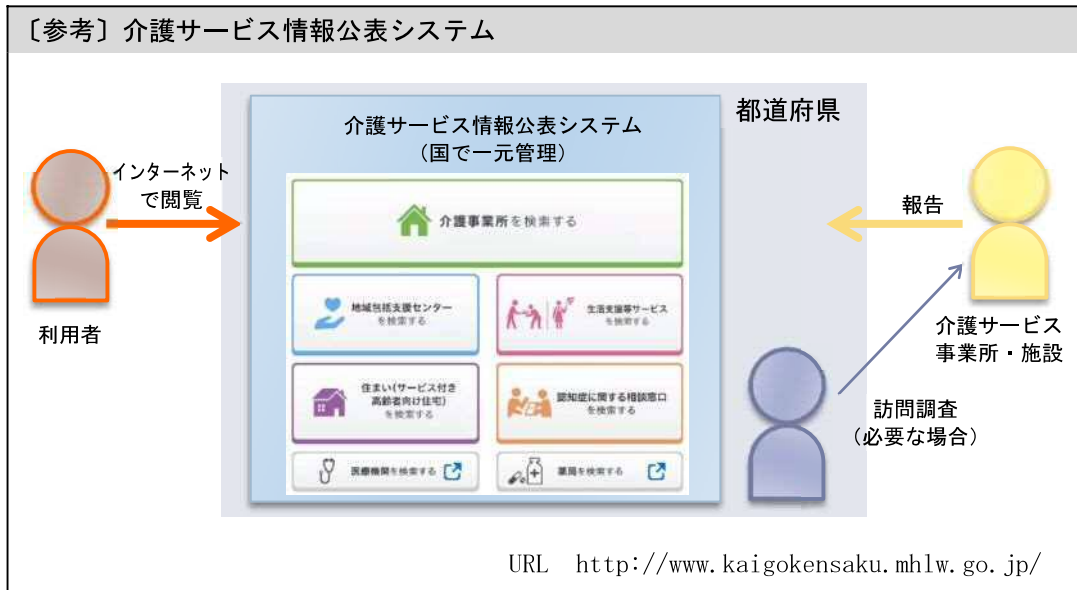 〔参考〕介護サービス情報公表システム
都道府県
介護サービス情報公表システム
（国で一元管理）
インターネット
で閲覧
利用者
介護事業所を検索する
地域包括支援センター
を検索する
生活支援等サービス
を検索する
住まい(サービス付き
高齢者向け住宅)
を検索する
認知症に関する相談窓口
を検索する
医療機関を検索する
薬局を検索する
報告
介護サービス
事業所・施設
訪問調査
（必要な場合）
URL　http://www.kaigokensaku.mhlw.go.jp/